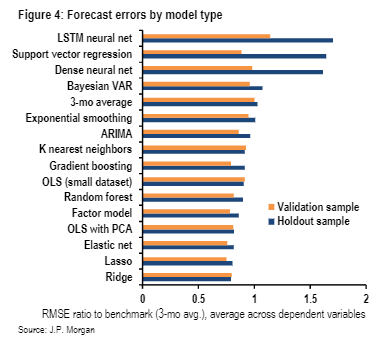 Figure 4: Forecast errors by model type
LSTM neural net
Support vector regression
Dense neural net
Bayesian VAR
3-mo average
Exponential smoothing
ARIMA
K nearest neighbors
Gradient boosting
OLS (small dataset)
Random forest
Factor model
OLS with PCA
Elastic net
Lasso
Ridge
Validation sample
Holdout sample
0 0.5 1 1.5 2
RMSE ratio to benchmark (3-mo avg.), average across dependent variables
Source: J.P. Morgan